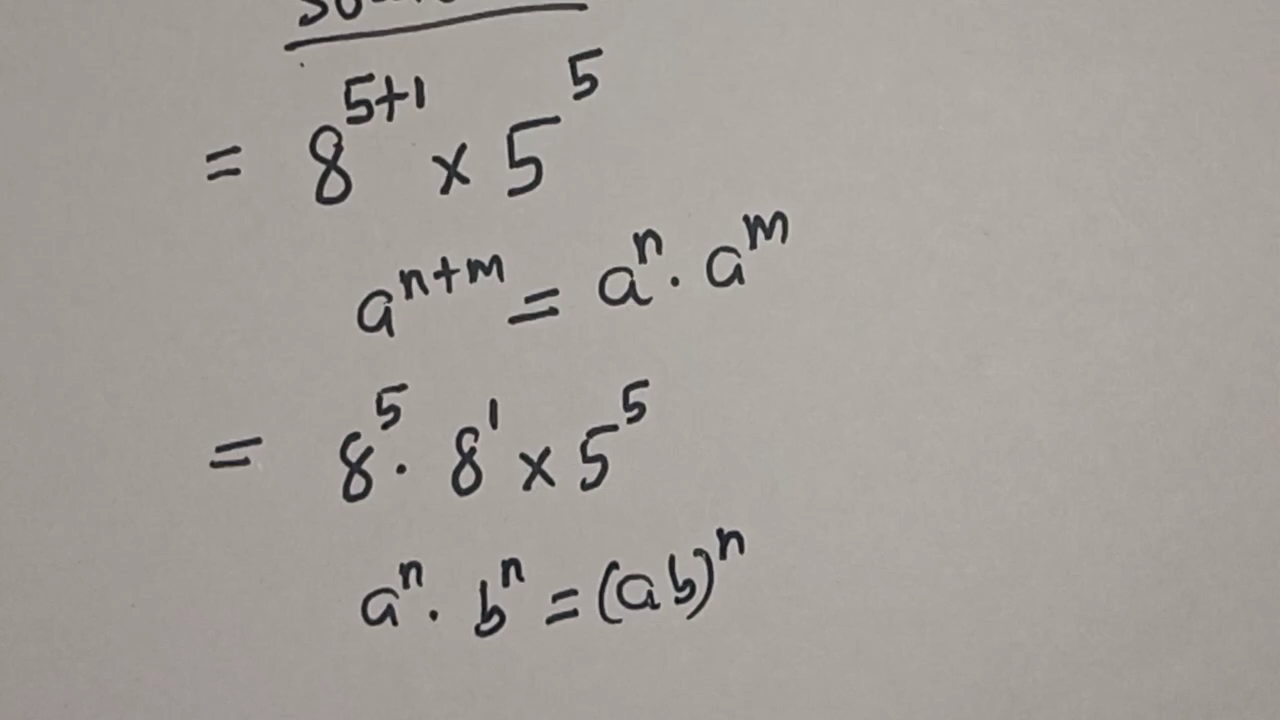 = 8^{5+1} × 5^5
a^{n+m} = a^n · a^m
= 8^5 · 8^1 × 5^5
a^n · b^n = (ab)^n